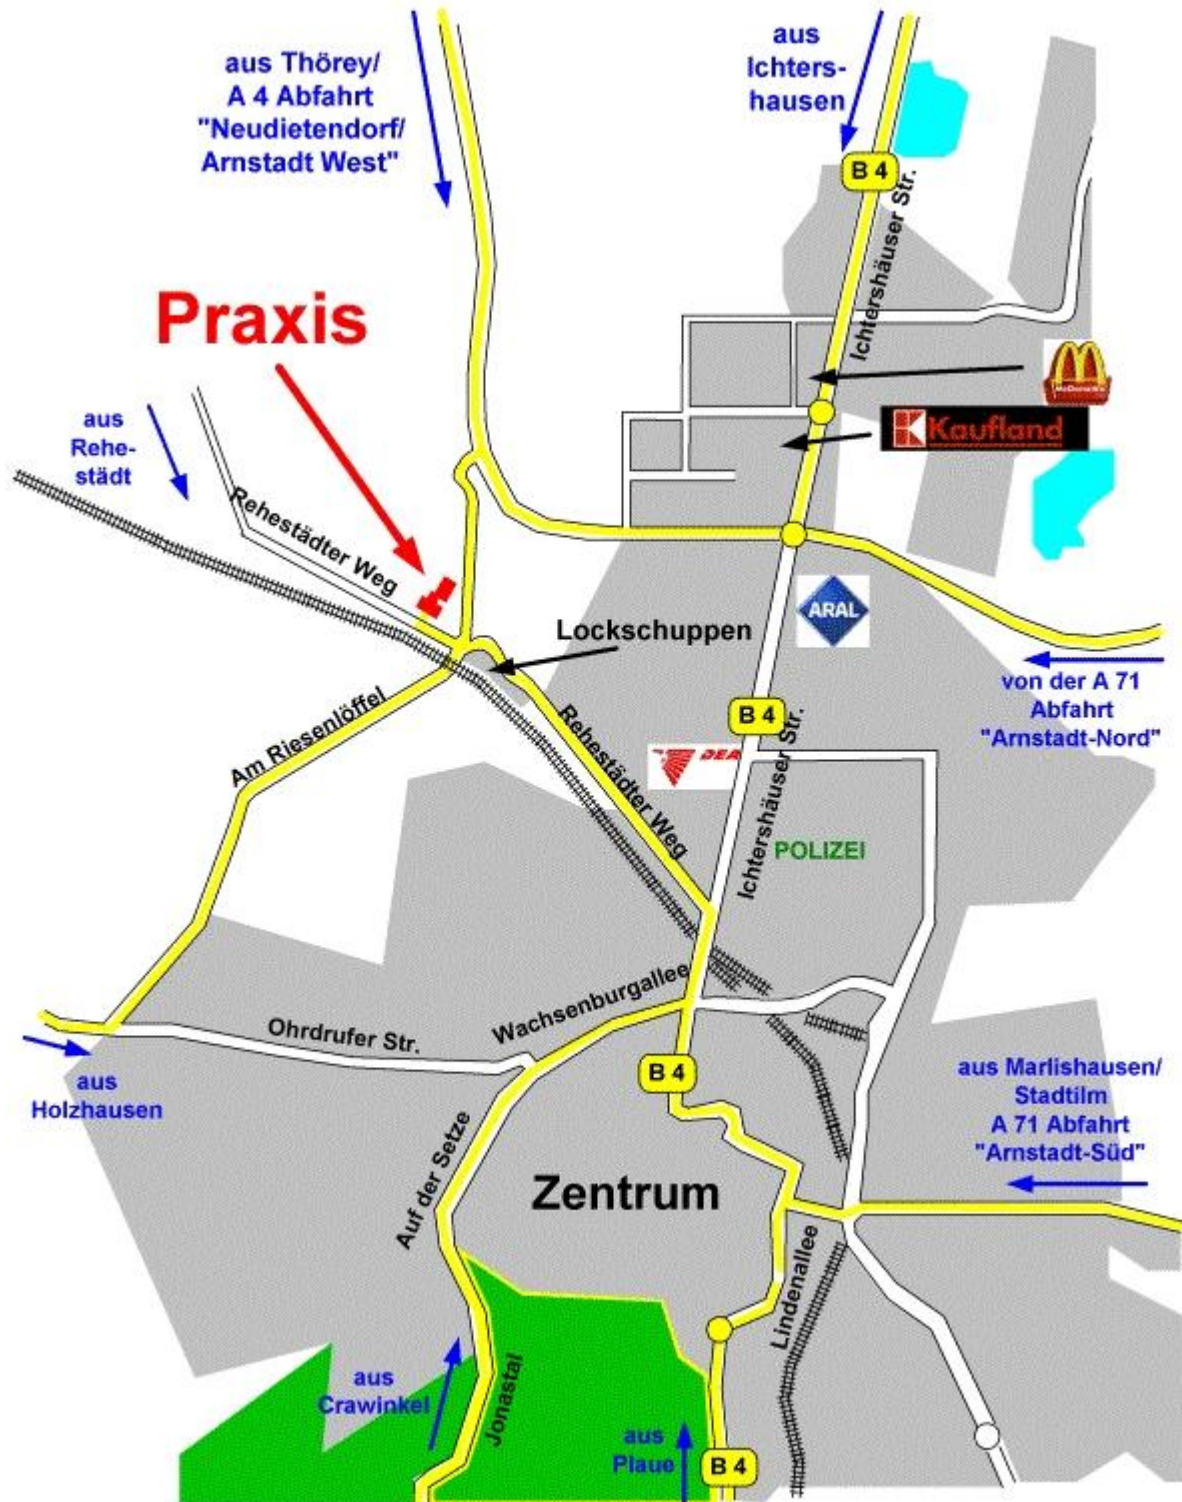 aus Thörey/
A 4 Abfahrt
"Neudietendorf/
Arnstadt West"
aus
Ichters-
hausen
B 4
Ichtershäuser Str.
Praxis
McDonald's
Kaufland
aus
Rehe-
städt
Rehestädter Weg
ARAL
Lockschuppen
von der A 71
Abfahrt
"Arnstadt-Nord"
B 4
Am Riesenlöffel
Rehestädter Weg
DEA
Ichtershäuser Str.
POLIZEI
Wachsenburgallee
Ohrdrufer Str.
aus
Holzhausen
B 4
aus Marlishausen/
Stadtilm
A 71 Abfahrt
"Arnstadt-Süd"
Auf der Setze
Zentrum
Lindenallee
aus
Crawinkel
Jonastal
aus
Plaue
B 4